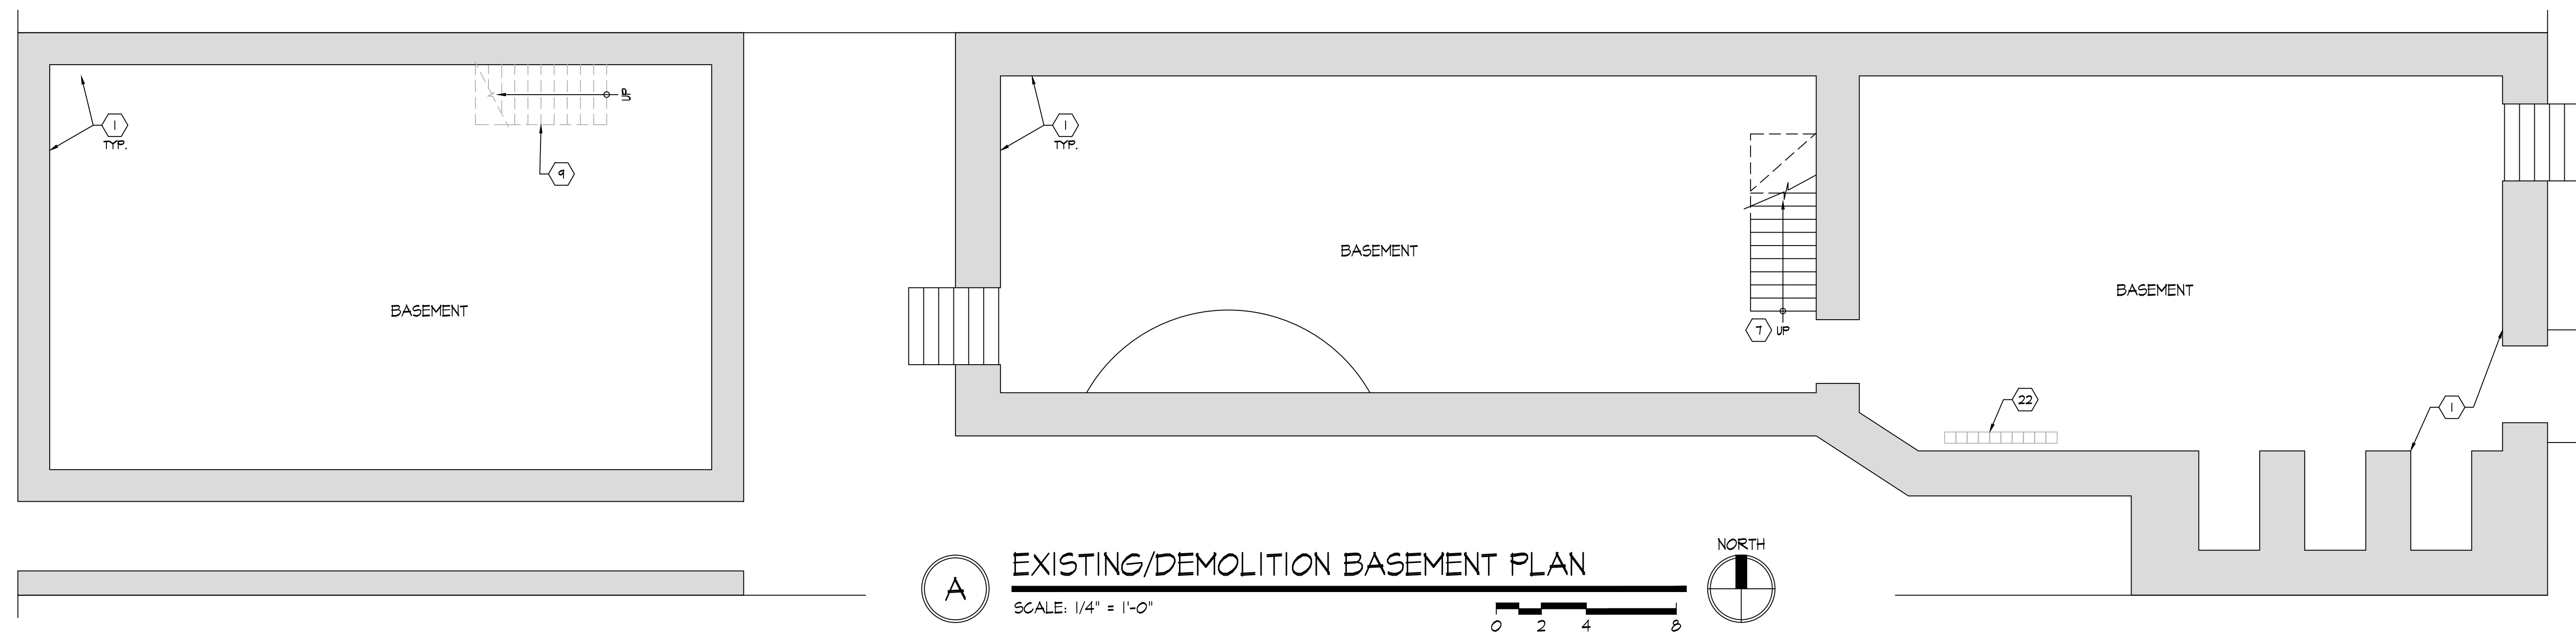 UP
1
TYP.
9
BASEMENT
1
TYP.
BASEMENT
7
UP
BASEMENT
22
1
A
EXISTING/DEMOLITION BASEMENT PLAN
SCALE: 1/4" = 1'-0"
0 2 4 8
NORTH